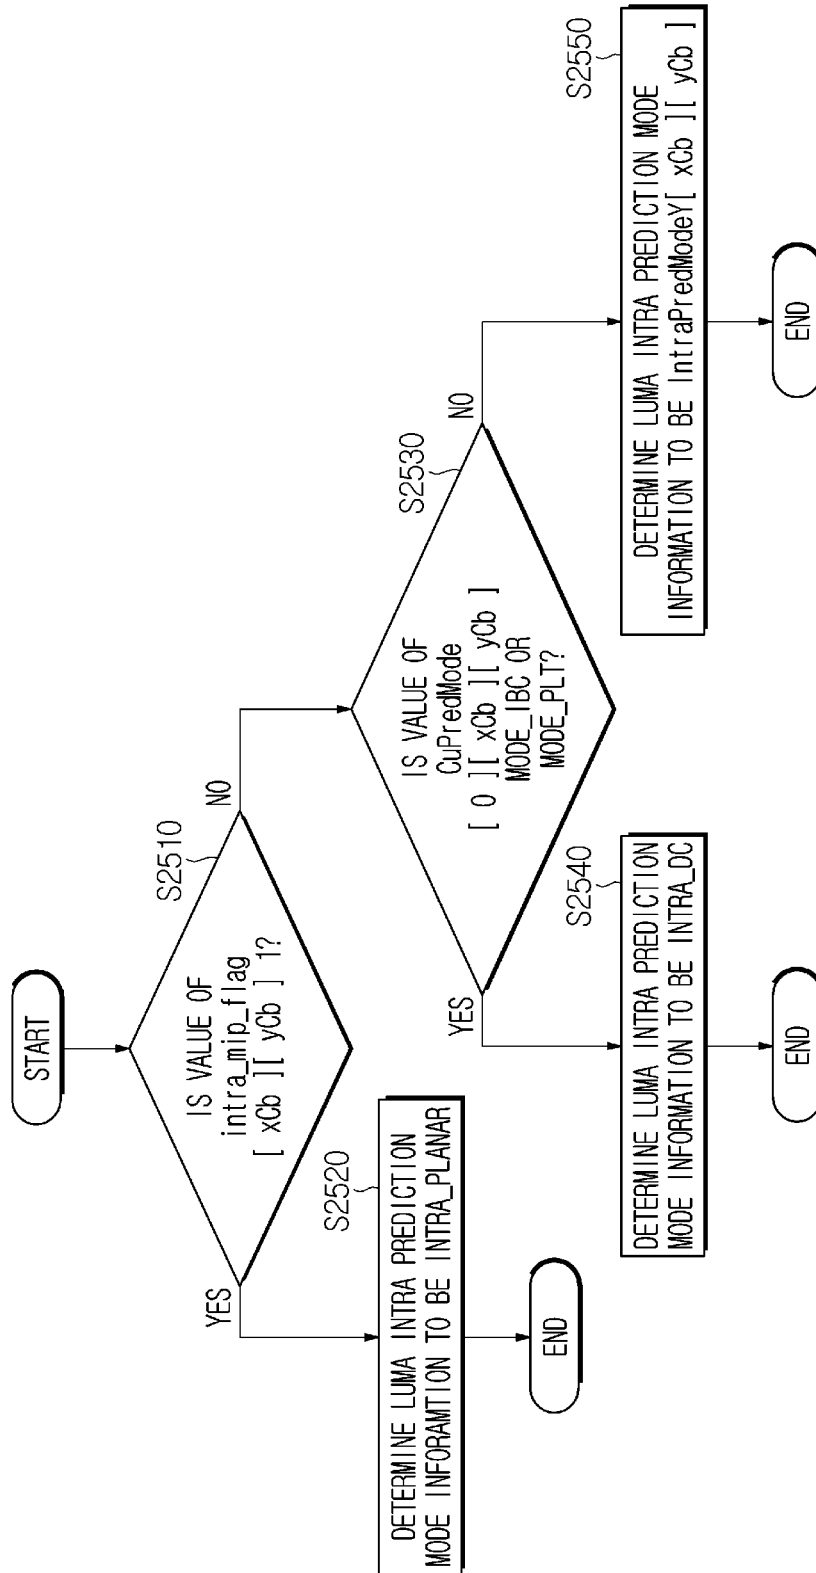 START
S2510
IS VALUE OF
intra_mip_flag
[ xCb ][ yCb ] 1?
YES
NO
S2520
DETERMINE LUMA INTRA PREDICTION
MODE INFORAMTION TO BE INTRA_PLANAR
END
S2530
IS VALUE OF
CuPredMode
[ 0 ][ xCb ][ yCb ]
MODE_IBC OR
MODE_PLT?
YES
NO
S2540
DETERMINE LUMA INTRA PREDICTION
MODE INFORMATION TO BE INTRA_DC
END
S2550
DETERMINE LUMA INTRA PREDICTION MODE
INFORMATION TO BE IntraPredModeY[ xCb ][ yCb ]
END